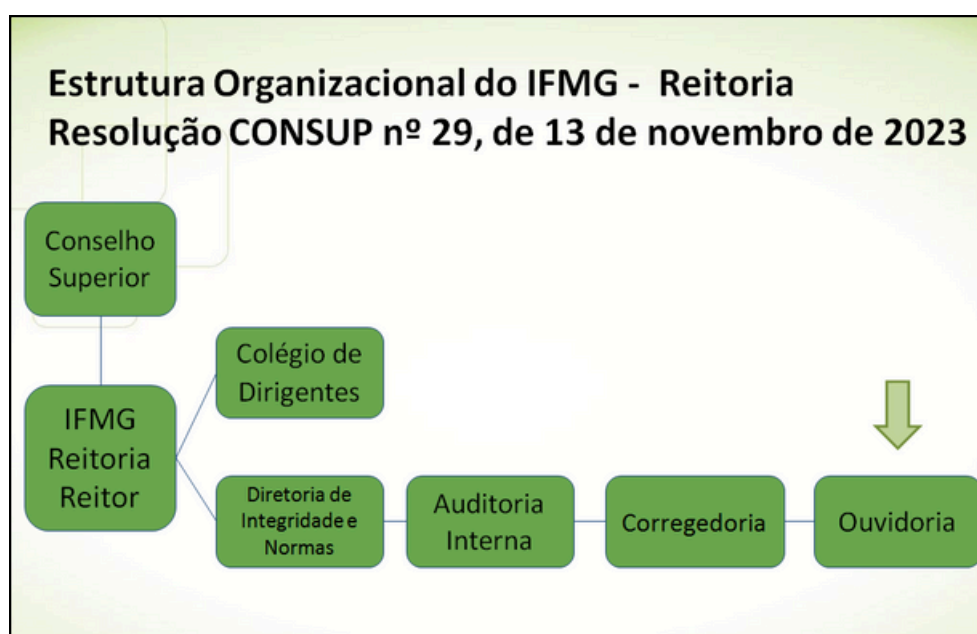 Estrutura Organizacional do IFMG - Reitoria
Resolução CONSUP nº 29, de 13 de novembro de 2023
Conselho
Superior
Colégio de
Dirigentes
IFMG
Reitoria
Reitor
Diretoria de
Integridade e
Normas
Auditoria
Interna
Corregedoria
Ouvidoria